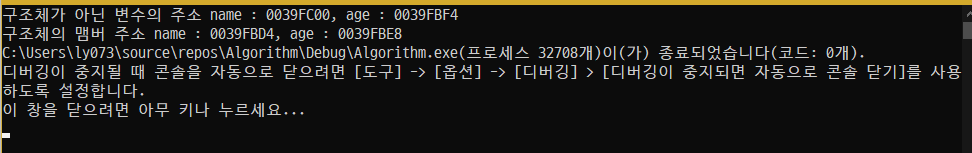 구조체가 아닌 변수의 주소 name : 0039FC00, age : 0039FBF4
구조체의 맴버 주소 name : 0039FBD4, age : 0039FBE8
C:\Users\ly073\source\repos\Algorithm\Debug\Algorithm.exe(프로세스 32708개)이(가) 종료되었습니다(코드: 0개).
디버깅이 중지될 때 콘솔을 자동으로 닫으려면 [도구] -> [옵션] -> [디버깅] > [디버깅이 중지되면 자동으로 콘솔 닫기]를 사용
하도록 설정합니다.
이 창을 닫으려면 아무 키나 누르세요...